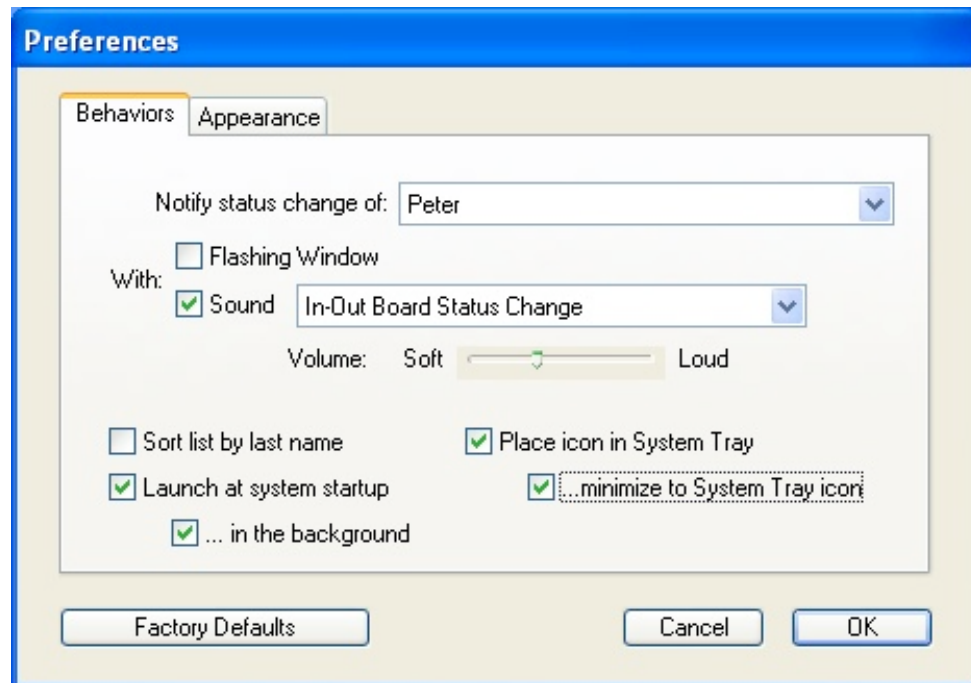 Preferences
Behaviors Appearance
Notify status change of: Peter
With:
Flashing Window
Sound In-Out Board Status Change
Volume: Soft Loud
Sort list by last name Place icon in System Tray
Launch at system startup ...minimize to System Tray icon
... in the background
Factory Defaults Cancel OK